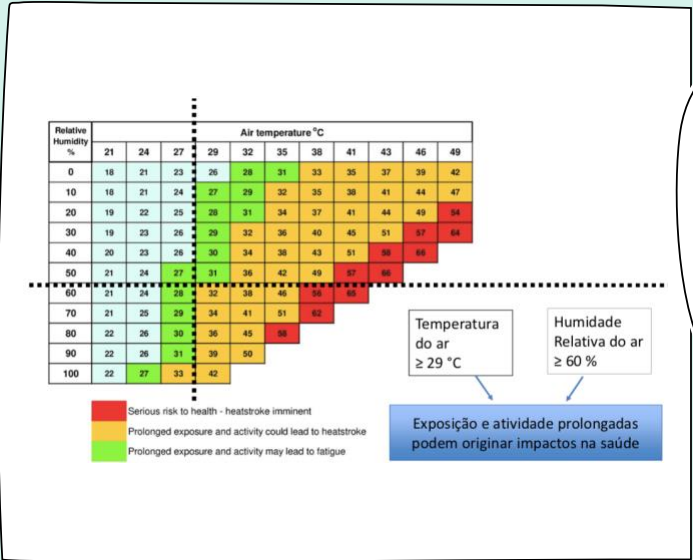 Relative Humidity % Air temperature °C
21 24 27 29 32 35 38 41 43 46 49
0 18 21 23 26 28 31 33 35 37 39 42
10 18 21 24 27 29 32 35 38 41 44 47
20 19 22 25 28 31 34 37 41 44 49 54
30 19 23 26 29 32 36 40 45 51 57 64
40 20 23 26 30 34 38 43 51 58 66
50 21 24 27 31 36 42 49 57 66
60 21 24 28 32 38 46 56 65
70 21 25 29 34 41 51 62
80 22 26 30 36 45 58
90 22 26 31 39 50
100 22 27 33 42
Serious risk to health - heatstroke imminent
Prolonged exposure and activity could lead to heatstroke
Prolonged exposure and activity may lead to fatigue
Temperatura
do ar
≥ 29 °C
Humidade
Relativa do ar
≥ 60 %
Exposição e atividade prolongadas
podem originar impactos na saúde